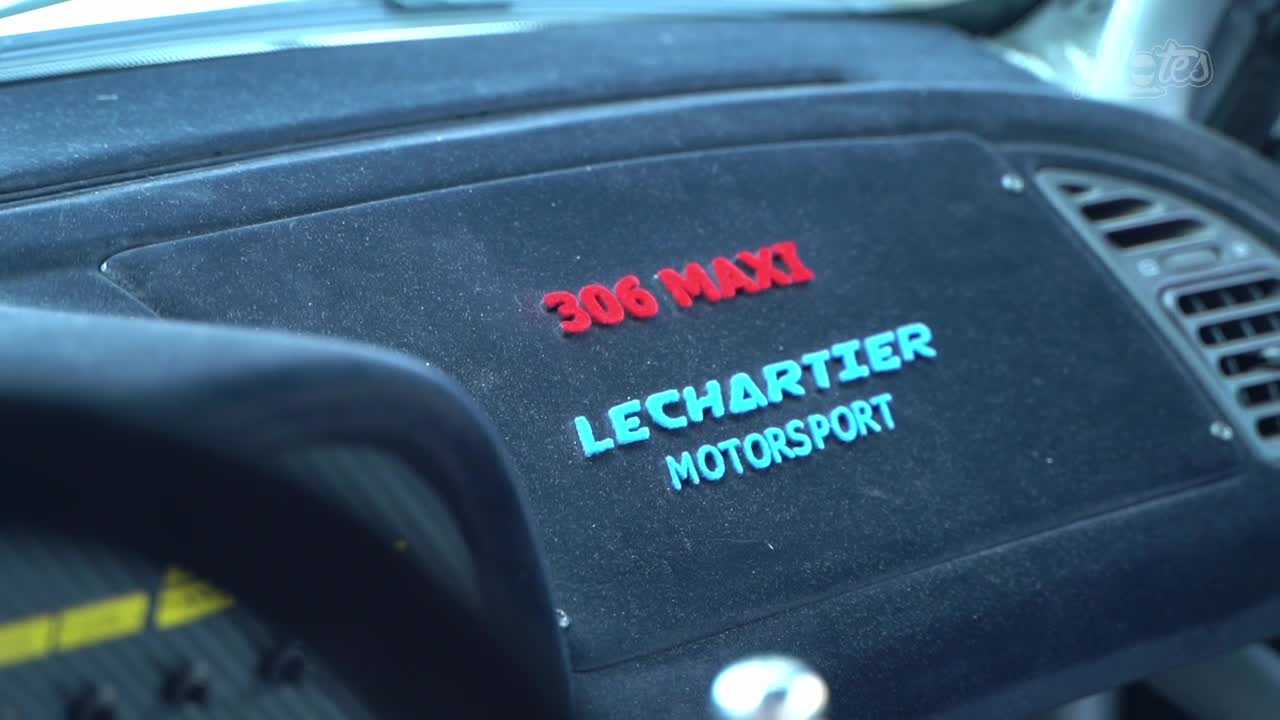 306 MAXI
LECHARTIER
MOTORSPORT